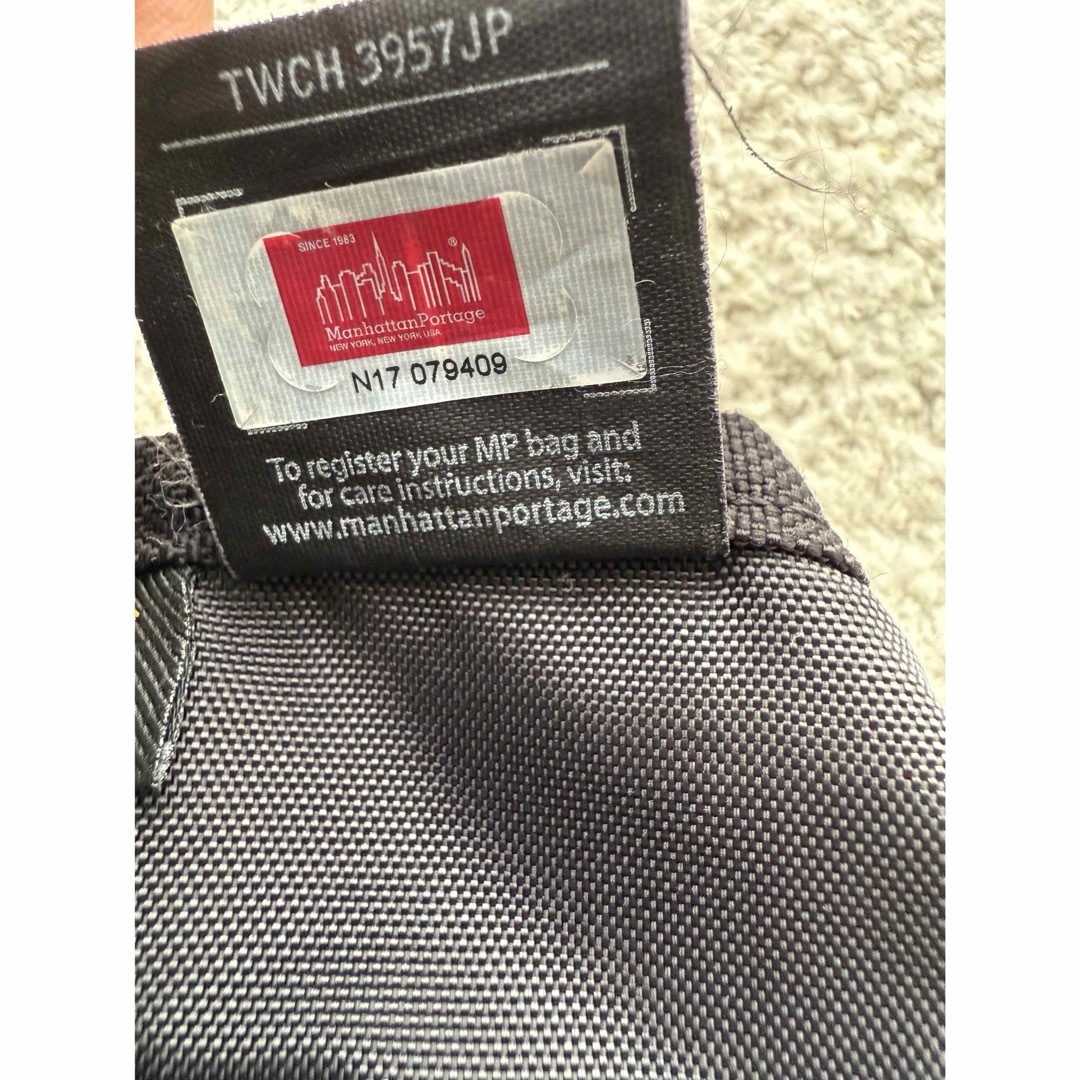 TWCH 3957JP
SINCE 1983
®
ManhattanPortage
NEW YORK, NEW YORK USA
N17 079409
To register your MP bag and
for care instructions, visit:
www.manhattanportage.com